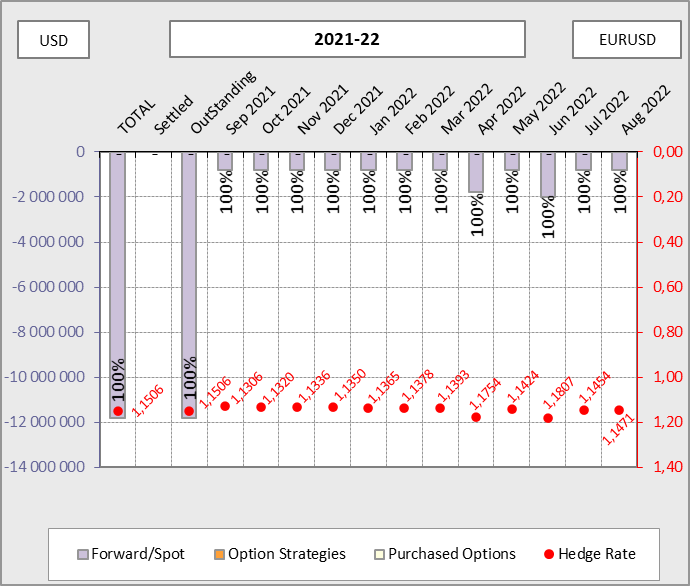 USD
2021-22
EURUSD
TOTAL
Settled
OutStanding
Sep 2021
Oct 2021
Nov 2021
Dec 2021
Jan 2022
Feb 2022
Mar 2022
Apr 2022
May 2022
Jun 2022
Jul 2022
Aug 2022
0
-2 000 000
-4 000 000
-6 000 000
-8 000 000
-10 000 000
-12 000 000
-14 000 000
0,00
0,20
0,40
0,60
0,80
1,00
1,20
1,40
100%
100%
100%
100%
100%
100%
100%
100%
100%
100%
100%
100%
100%
100%
1,1506
1,1506
1,1306
1,1320
1,1336
1,1350
1,1365
1,1378
1,1393
1,1754
1,1424
1,1807
1,1454
1,1471
Forward/Spot
Option Strategies
Purchased Options
Hedge Rate